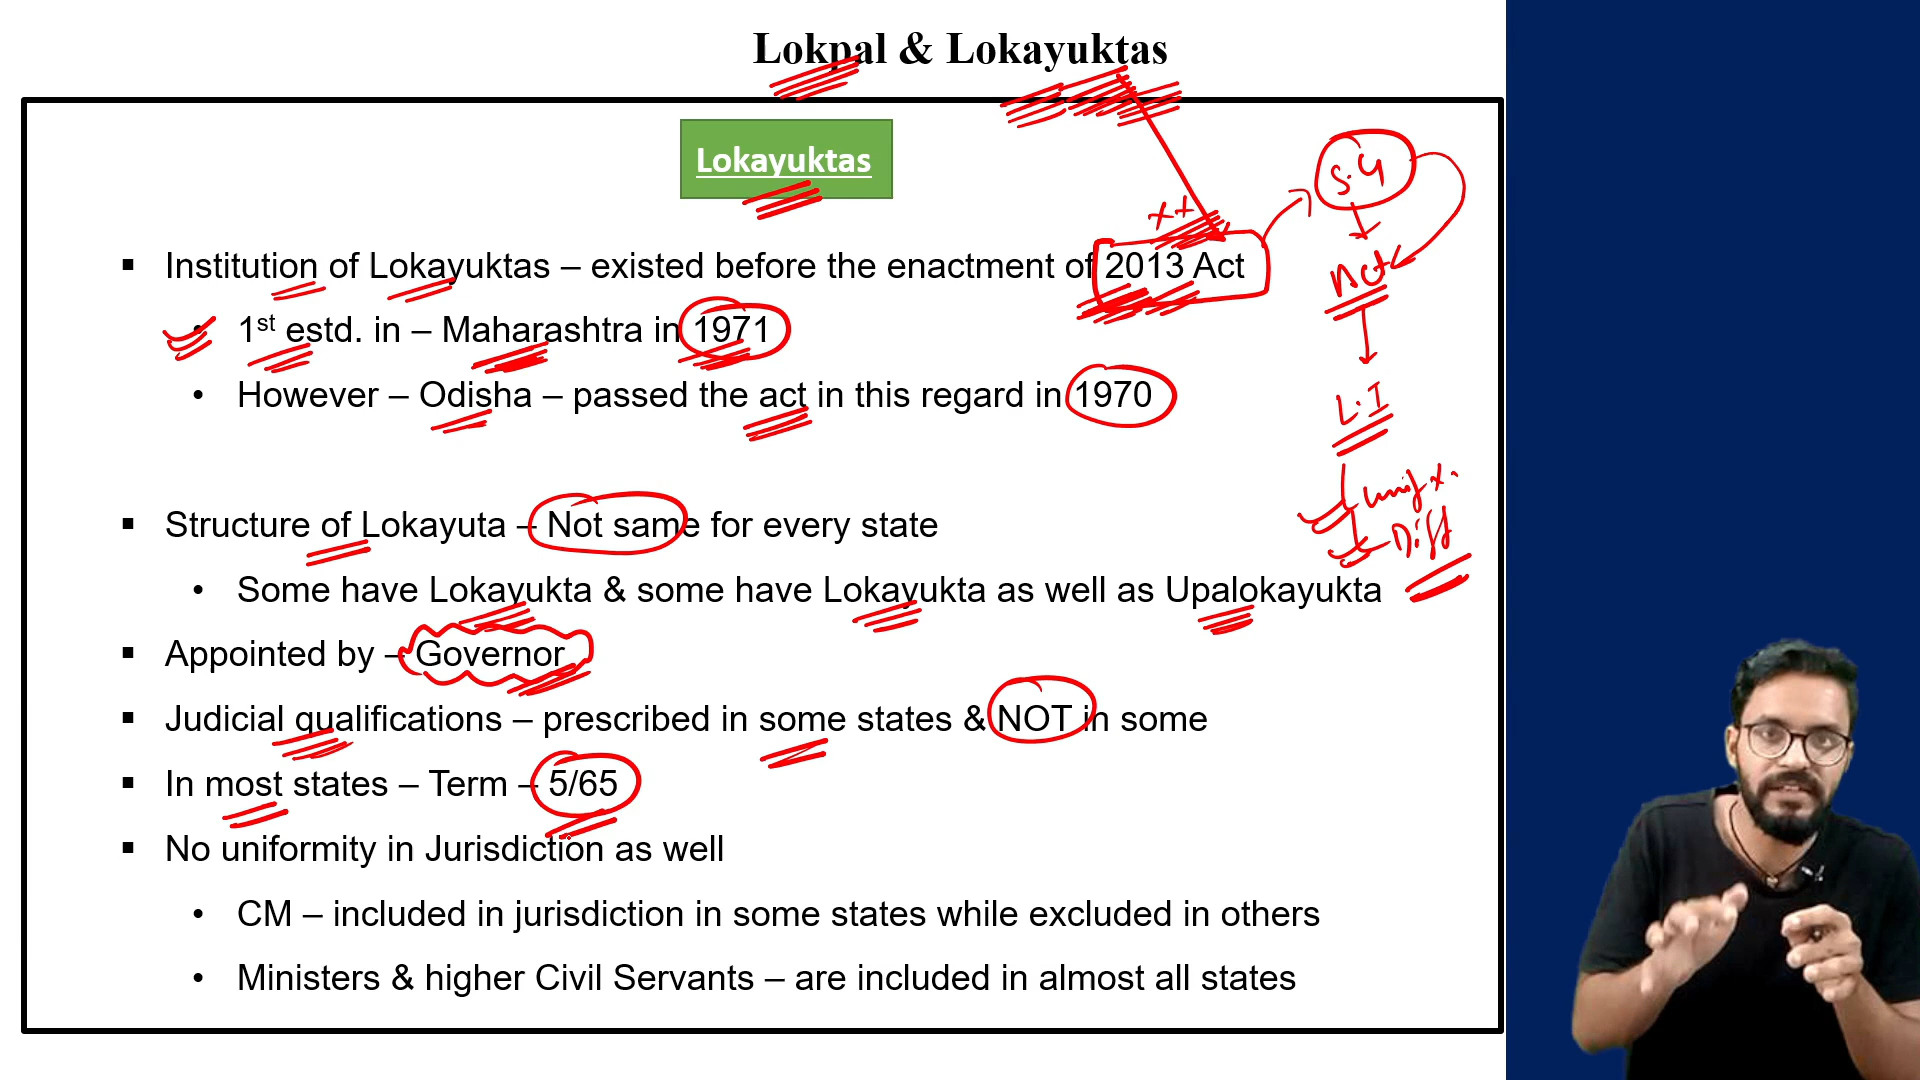 Lokpal & Lokayuktas
Lokayuktas
S.G
Act
L.I
Unif x.
Diff
▪ Institution of Lokayuktas – existed before the enactment of 2013 Act
• 1st estd. in – Maharashtra in 1971
• However – Odisha – passed the act in this regard in 1970
▪ Structure of Lokayuta – Not same for every state
• Some have Lokayukta & some have Lokayukta as well as Upalokayukta
▪ Appointed by – Governor
▪ Judicial qualifications – prescribed in some states & NOT in some
▪ In most states – Term – 5/65
▪ No uniformity in Jurisdiction as well
• CM – included in jurisdiction in some states while excluded in others
• Ministers & higher Civil Servants – are included in almost all states